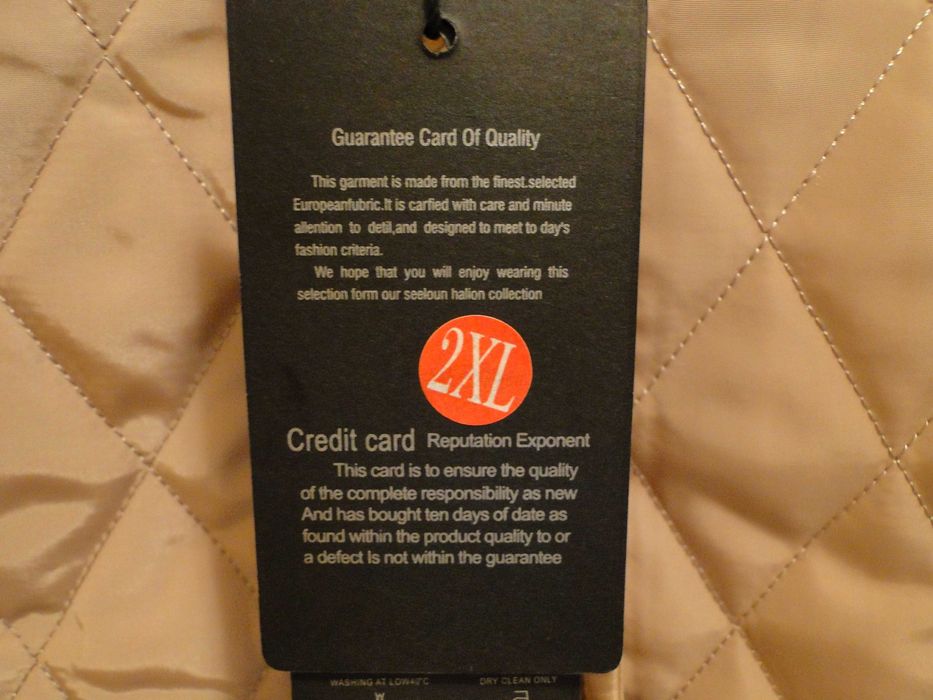 Guarantee Card Of Quality
This garment is made from the finest.selected
Europeanfubric.It is carfied with care and minute
allention to detil,and designed to meet to day's
fashion criteria.
We hope that you will enjoy wearing this
selection form our seeloun halion collection
2XL
Credit card Reputation Exponent
This card is to ensure the quality
of the complete responsibility as new
And has bought ten days of date as
found within the product quality to or
a defect Is not within the guarantee
WASHING AT LOW40°C DRY CLEAN ONLY